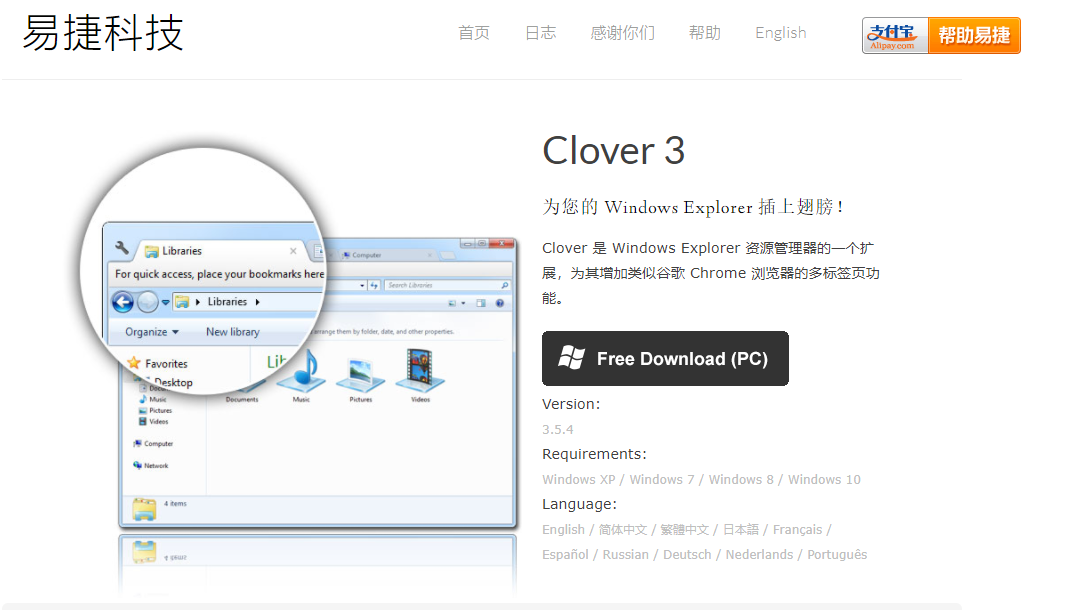 易捷科技
首页 日志 感谢你们 帮助 English
支付宝 Alipay.com 帮助易捷
Clover 3
为您的 Windows Explorer 插上翅膀！
Clover 是 Windows Explorer 资源管理器的一个扩
展，为其增加类似谷歌 Chrome 浏览器的多标签页功
能。
Free Download (PC)
Version:
3.5.4
Requirements:
Windows XP / Windows 7 / Windows 8 / Windows 10
Language:
English / 简体中文 / 繁體中文 / 日本語 / Français /
Español / Russian / Deutsch / Nederlands / Português
Libraries
Computer
For quick access, place your bookmarks here
Libraries
Search Libraries
Organize New library
arrange them by folder, date, and other properties.
Favorites
Desktop
Music
Pictures
Videos
Computer
Network
Documents Music Pictures Videos
4 items